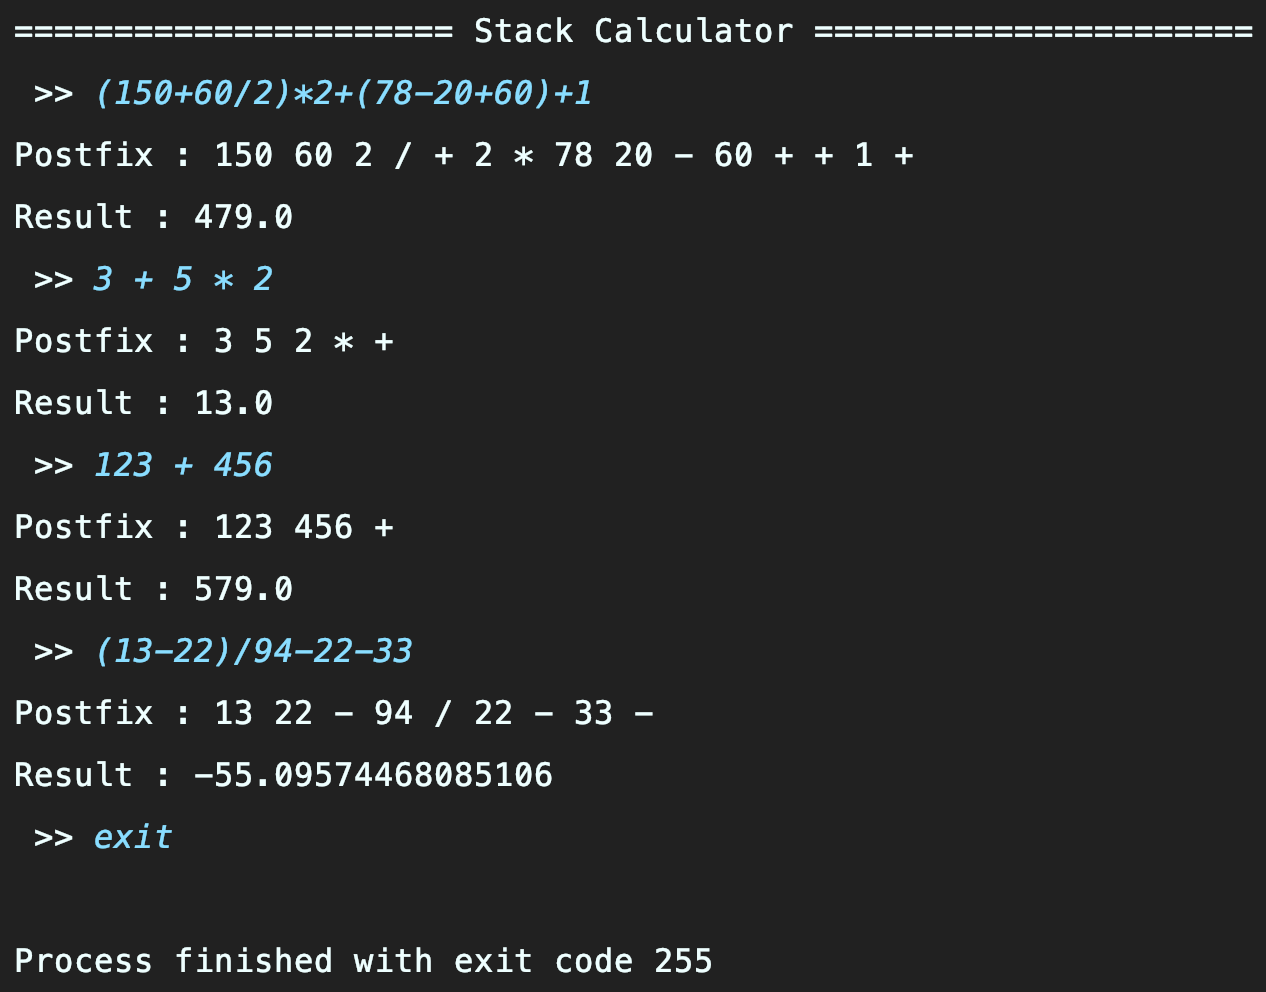 ====================== Stack Calculator ======================
>> (150+60/2)*2+(78-20+60)+1
Postfix : 150 60 2 / + 2 * 78 20 - 60 + + 1 +
Result : 479.0
>> 3 + 5 * 2
Postfix : 3 5 2 * +
Result : 13.0
>> 123 + 456
Postfix : 123 456 +
Result : 579.0
>> (13-22)/94-22-33
Postfix : 13 22 - 94 / 22 - 33 -
Result : -55.09574468085106
>> exit
Process finished with exit code 255